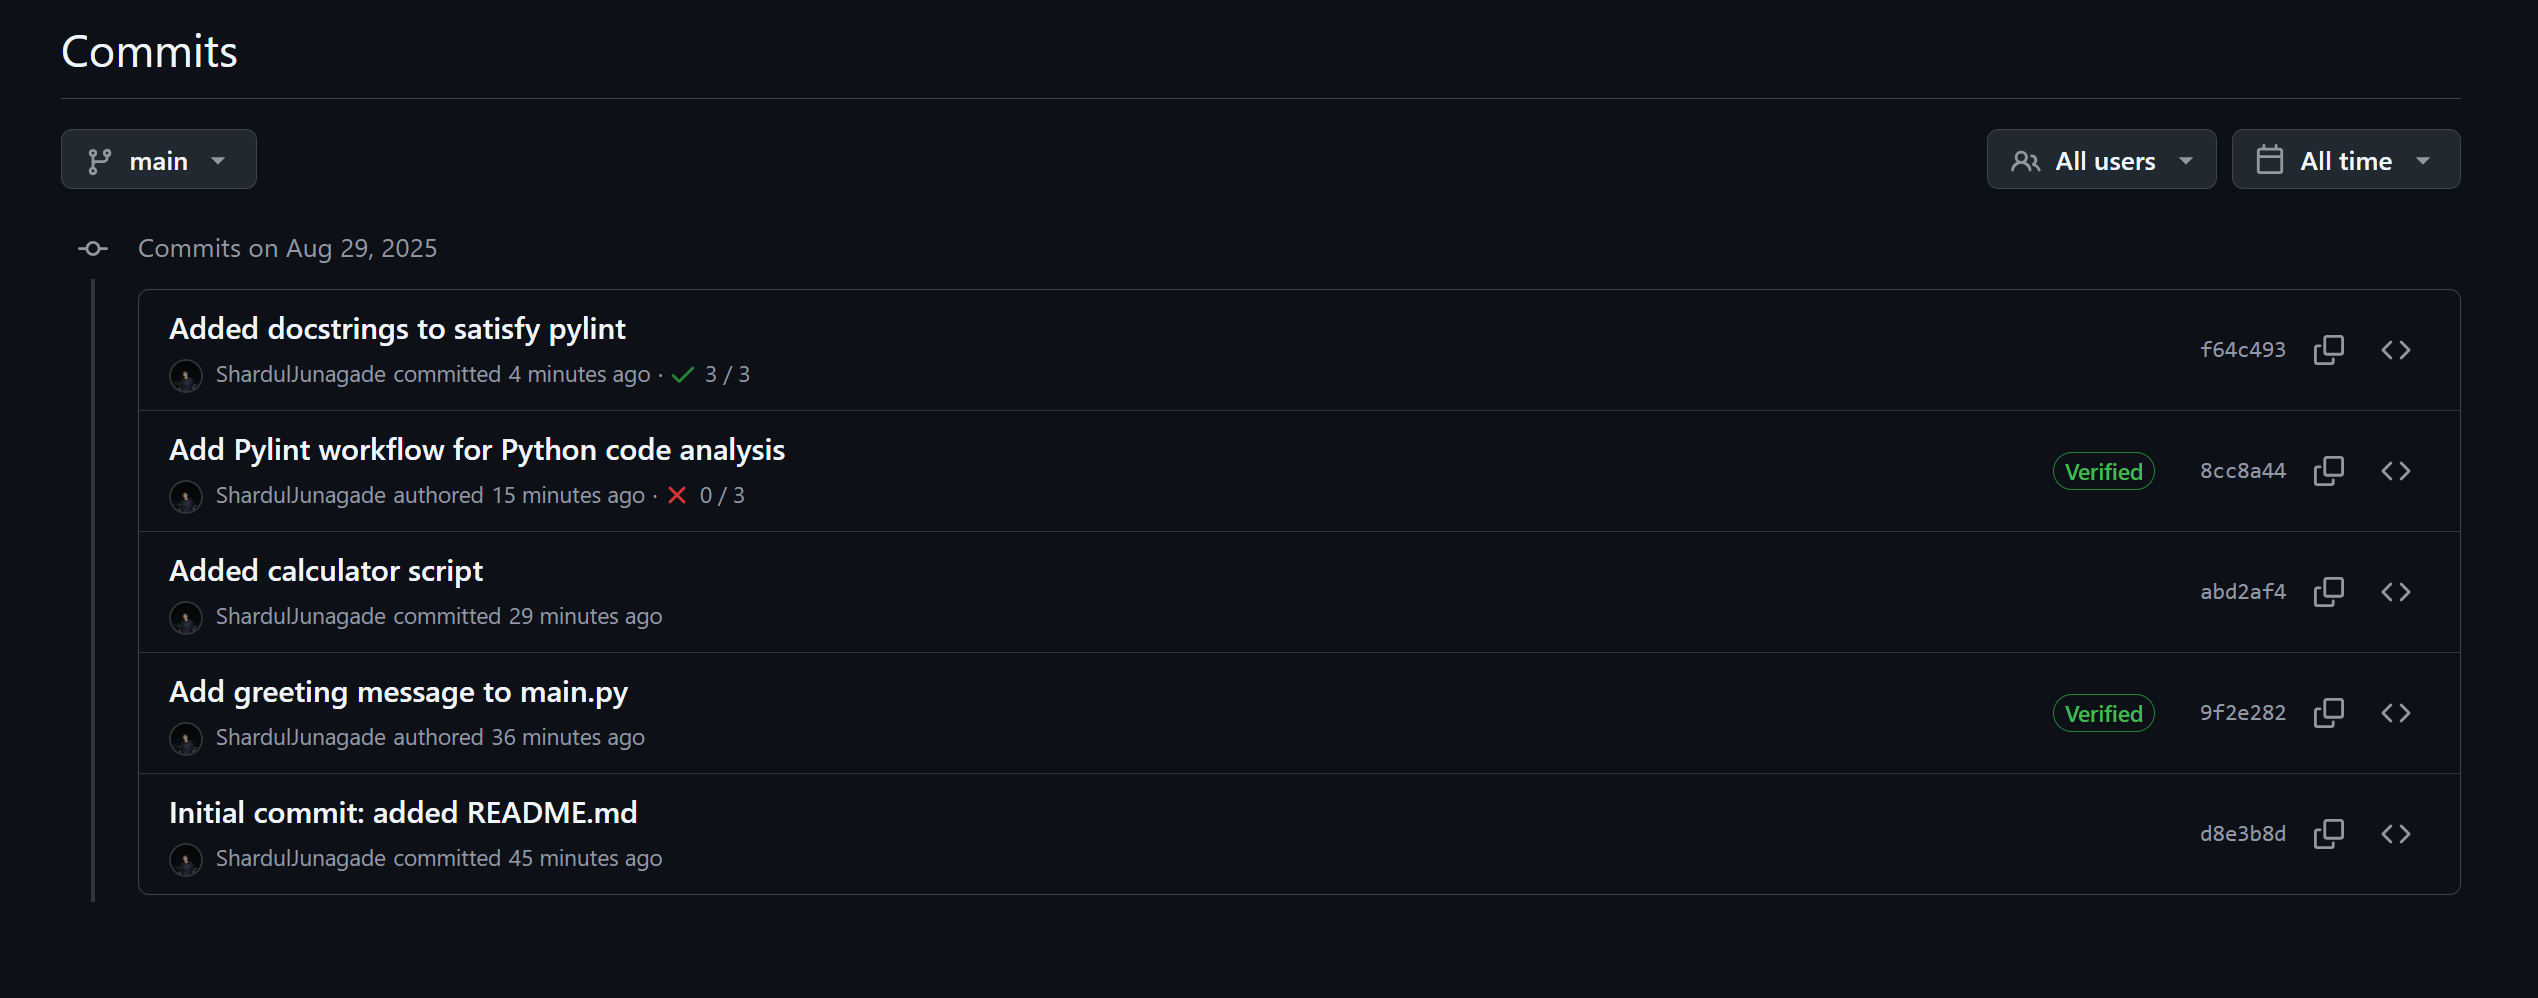 Commits
main
All users
All time
Commits on Aug 29, 2025
Added docstrings to satisfy pylint
ShardulJunagade committed 4 minutes ago · 3 / 3
f64c493
Add Pylint workflow for Python code analysis
ShardulJunagade authored 15 minutes ago · 0 / 3
Verified
8cc8a44
Added calculator script
ShardulJunagade committed 29 minutes ago
abd2af4
Add greeting message to main.py
ShardulJunagade authored 36 minutes ago
Verified
9f2e282
Initial commit: added README.md
ShardulJunagade committed 45 minutes ago
d8e3b8d